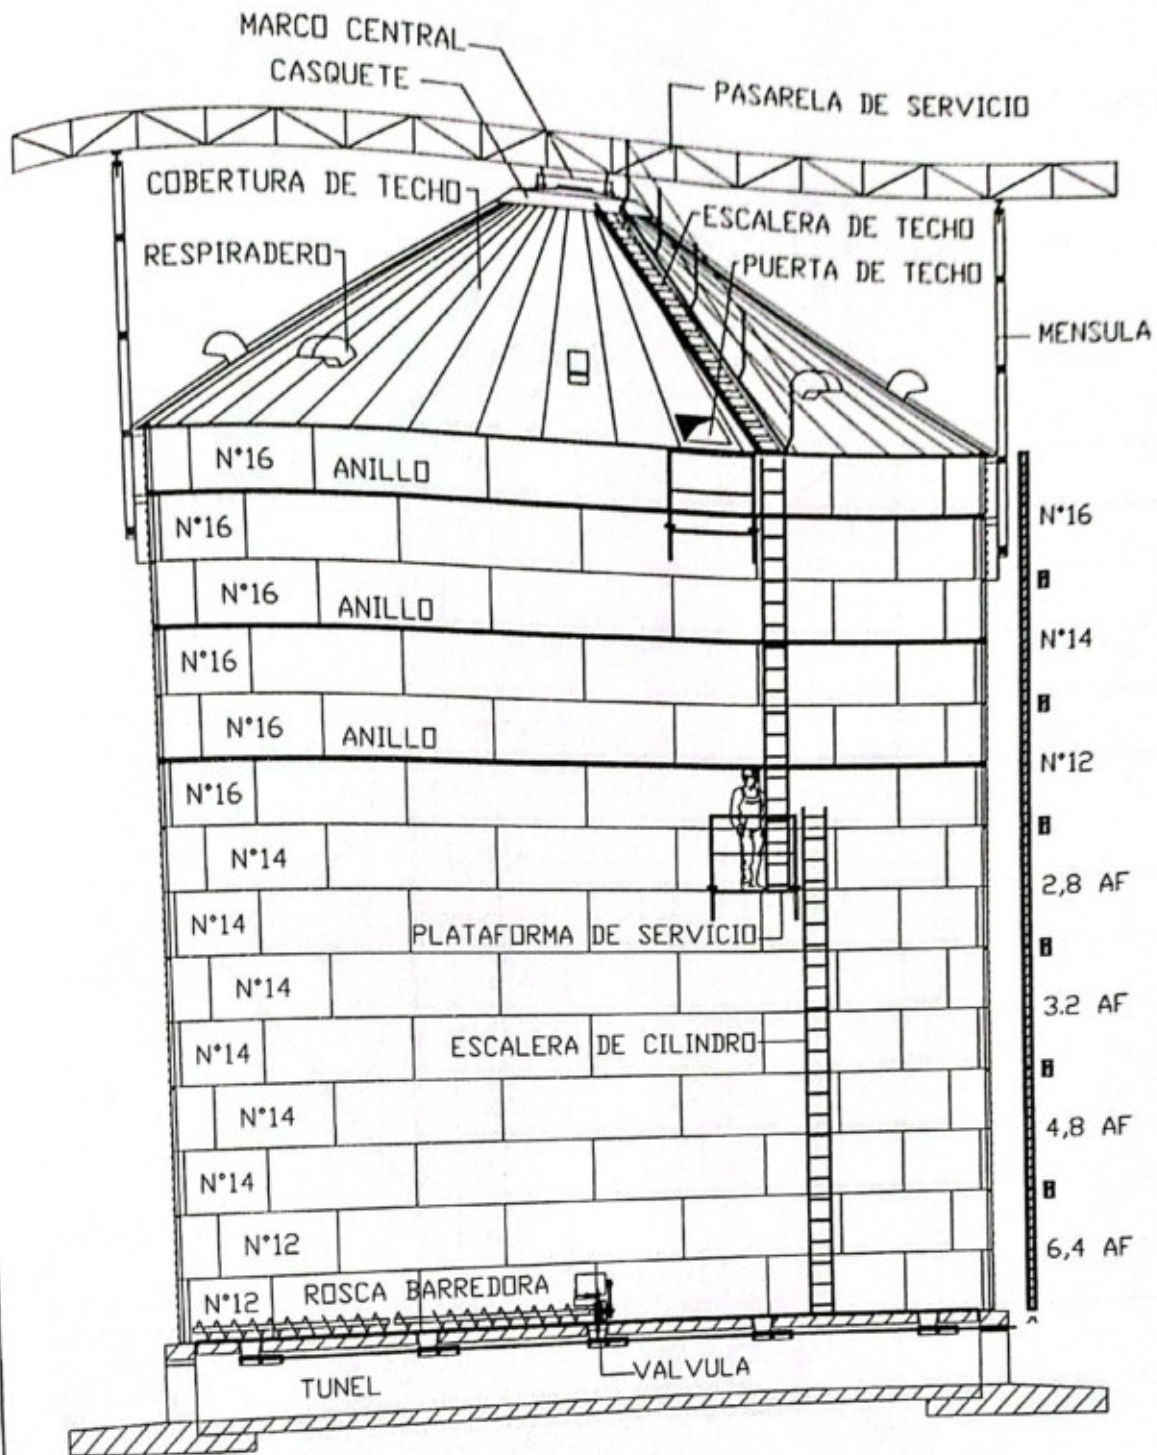 MARCO CENTRAL
CASQUETE
PASARELA DE SERVICIO
COBERTURA DE TECHO
ESCALERA DE TECHO
RESPIRADERO
PUERTA DE TECHO
MENSULA
N°16 ANILLO
N°16
N°16
N°16 ANILLO
N°14
N°16
N°16 ANILLO
N°12
N°16
N°14
2,8 AF
N°14
PLATAFORMA DE SERVICIO
N°14
3.2 AF
N°14
ESCALERA DE CILINDRO
N°14
4,8 AF
N°14
N°12
6,4 AF
N°12
ROSCA BARREDORA
VALVULA
TUNEL